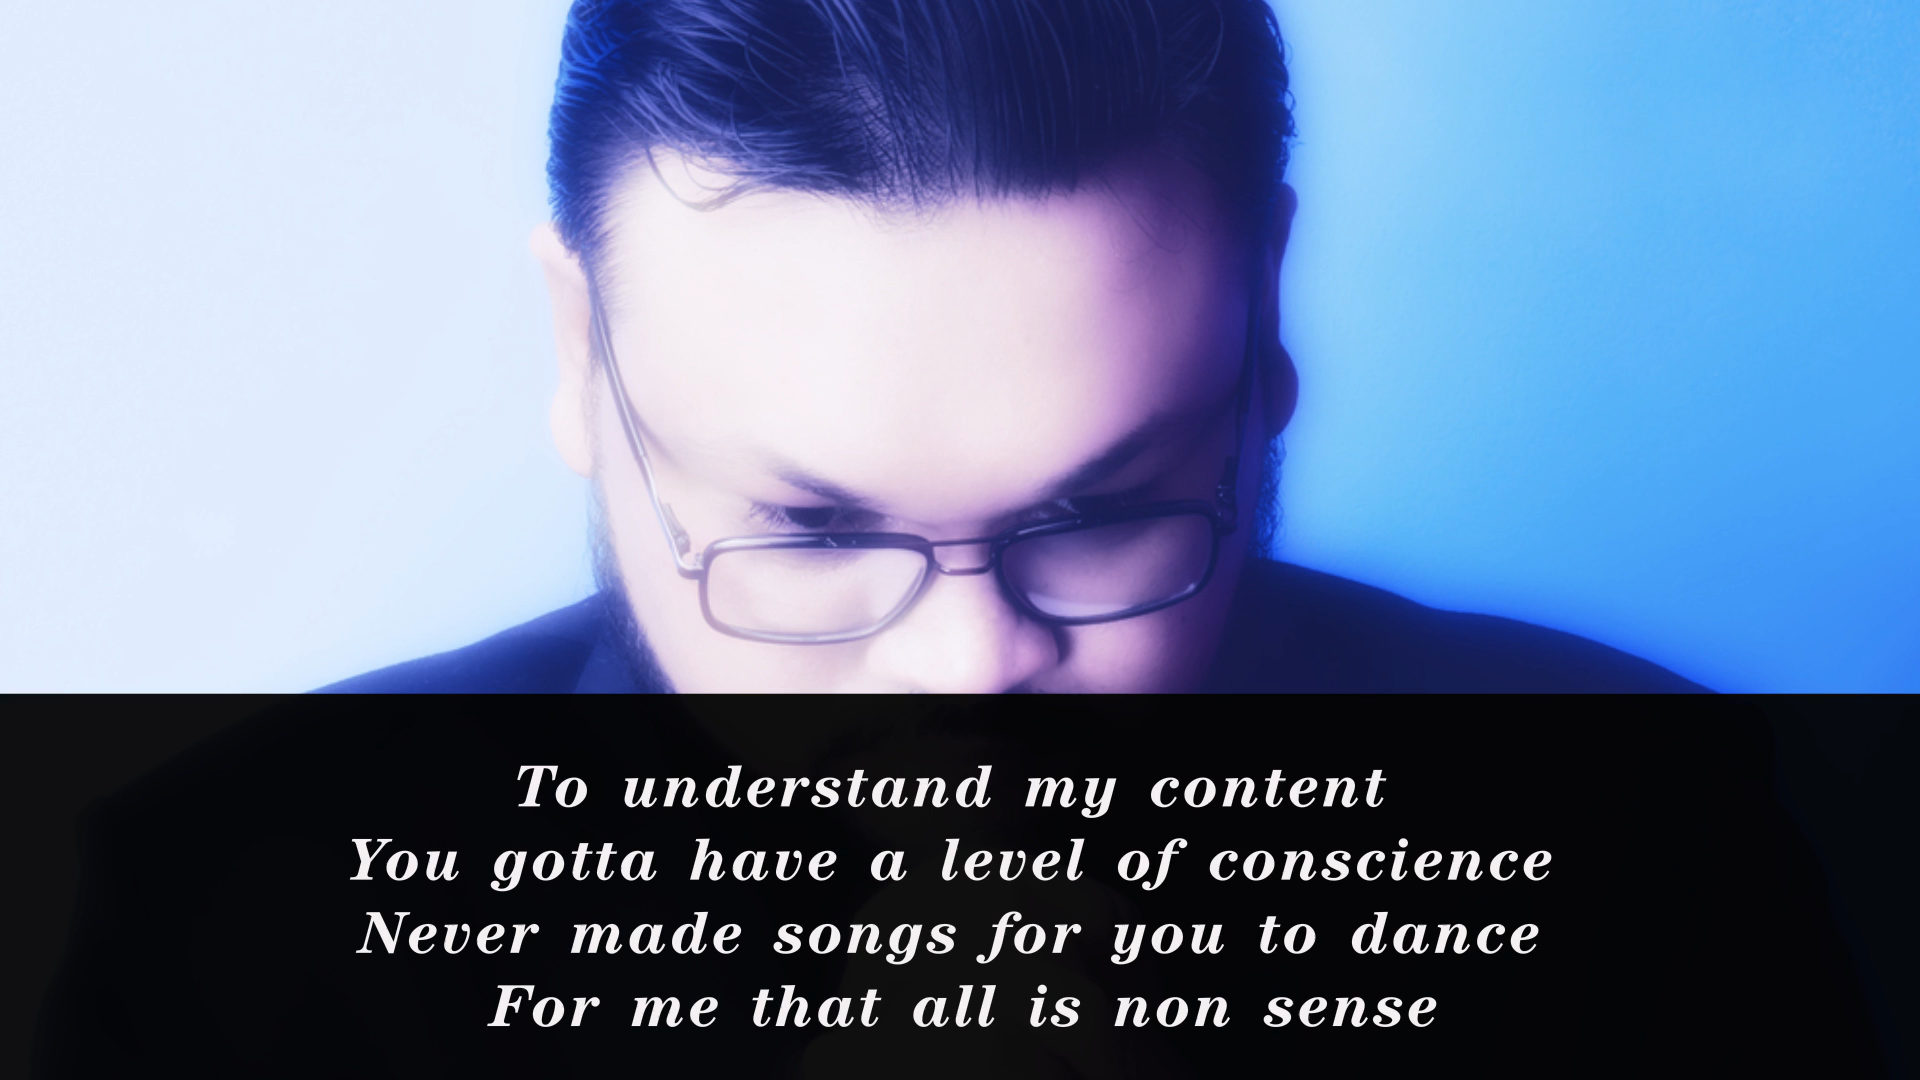 To understand my content
You gotta have a level of conscience
Never made songs for you to dance
For me that all is non sense